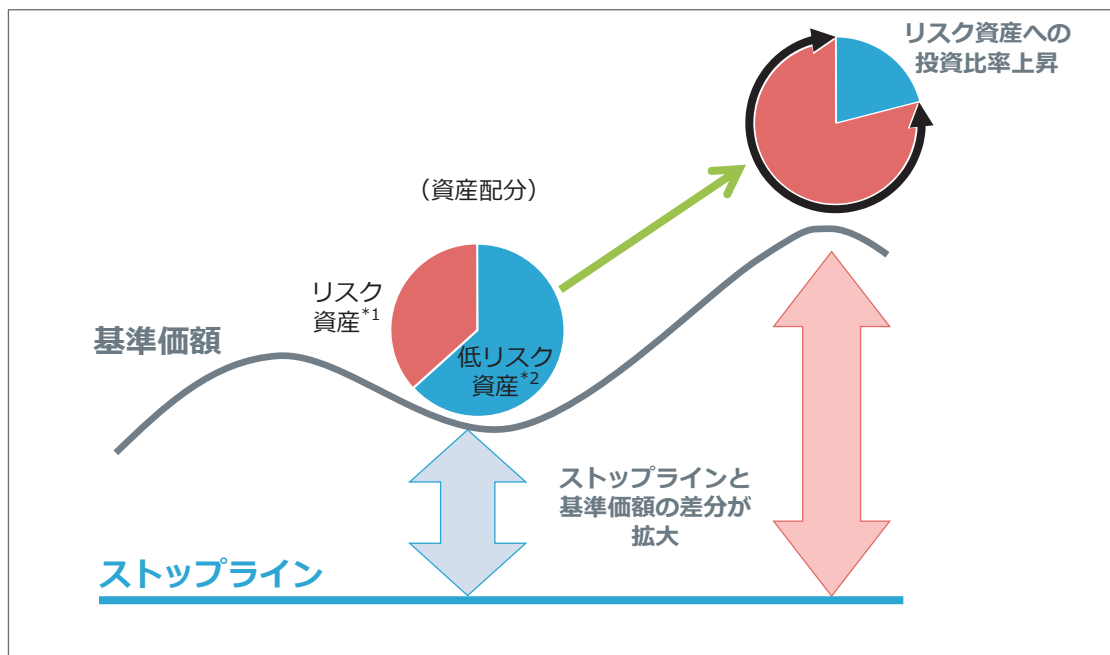 リスク資産への
投資比率上昇
（資産配分）
リスク
資産*1
低リスク
資産*2
基準価額
ストップラインと
基準価額の差分が
拡大
ストップライン